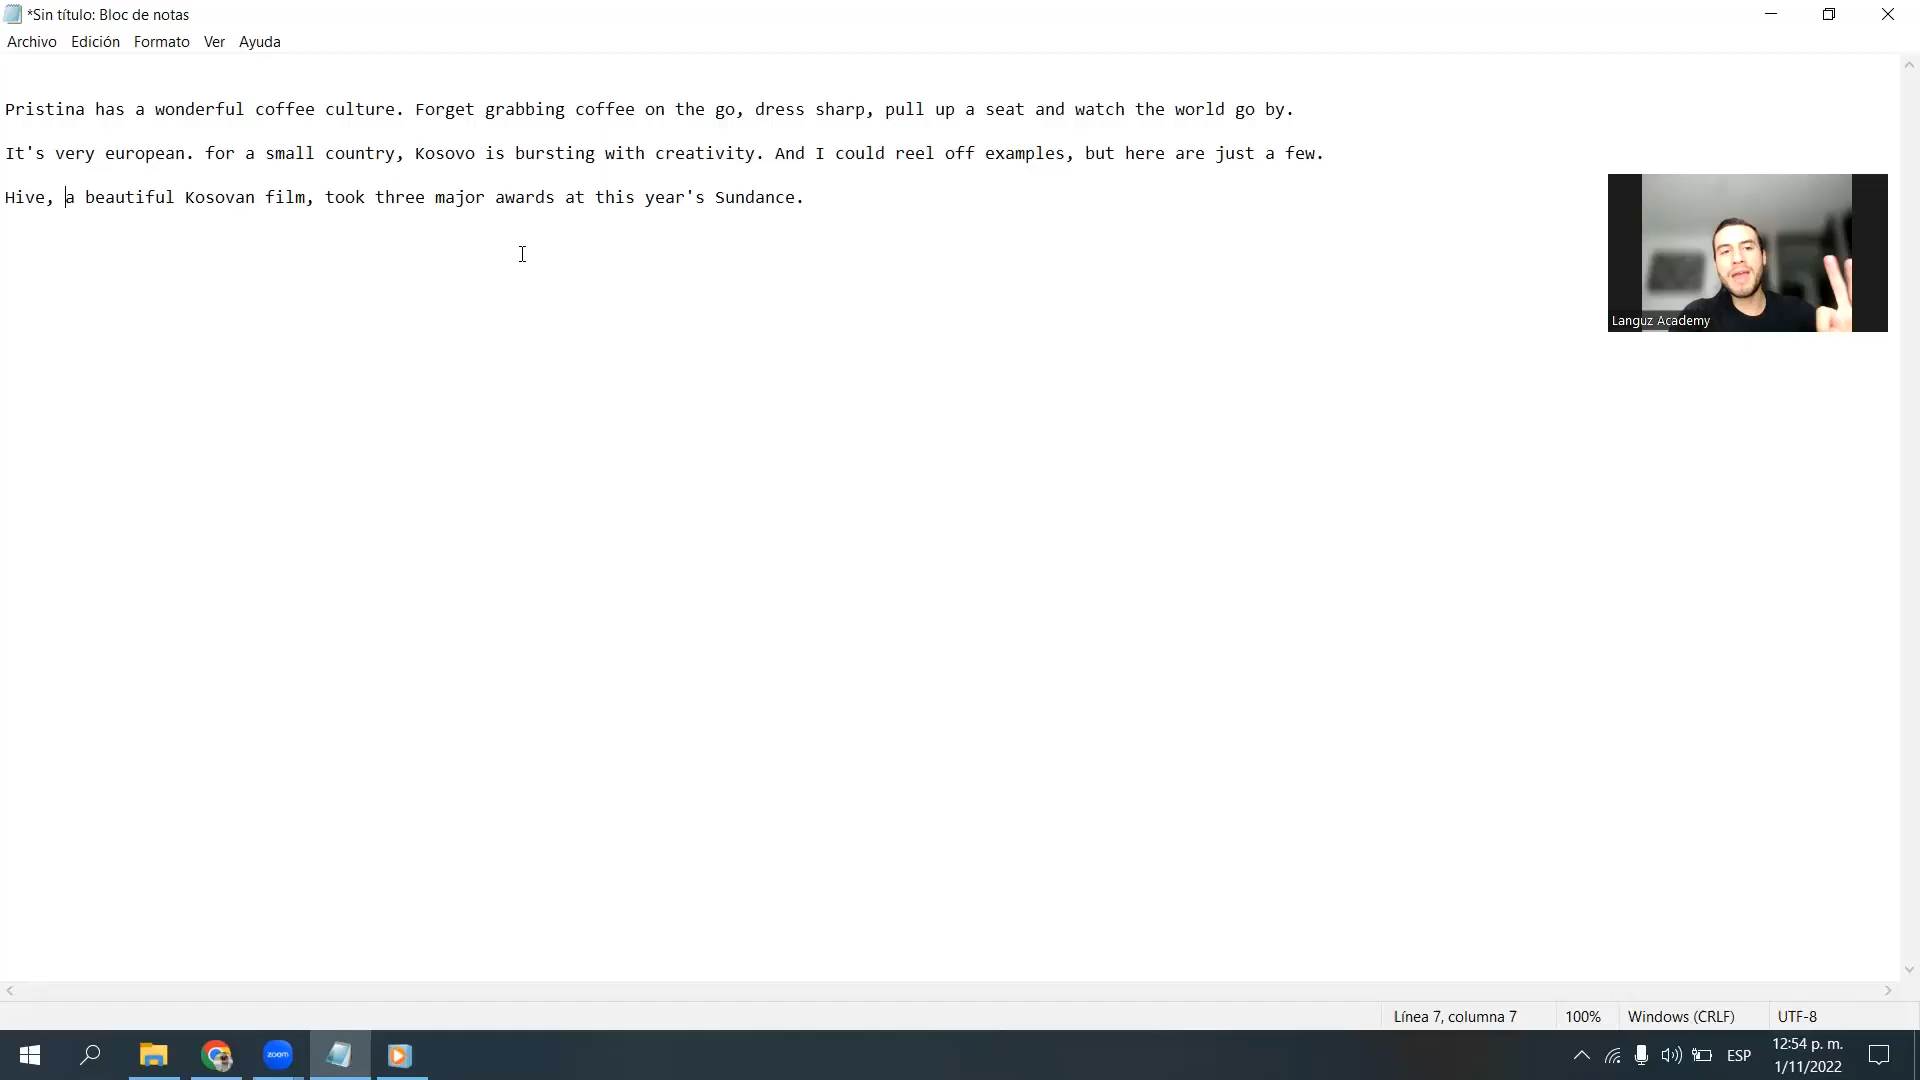 *Sin título: Bloc de notas
Archivo Edición Formato Ver Ayuda
Pristina has a wonderful coffee culture. Forget grabbing coffee on the go, dress sharp, pull up a seat and watch the world go by.
It's very european. for a small country, Kosovo is bursting with creativity. And I could reel off examples, but here are just a few.
Hive, a beautiful Kosovan film, took three major awards at this year's Sundance.
Languz Academy
Línea 7, columna 7 100% Windows (CRLF) UTF-8
zoom ESP 12:54 p. m.
1/11/2022